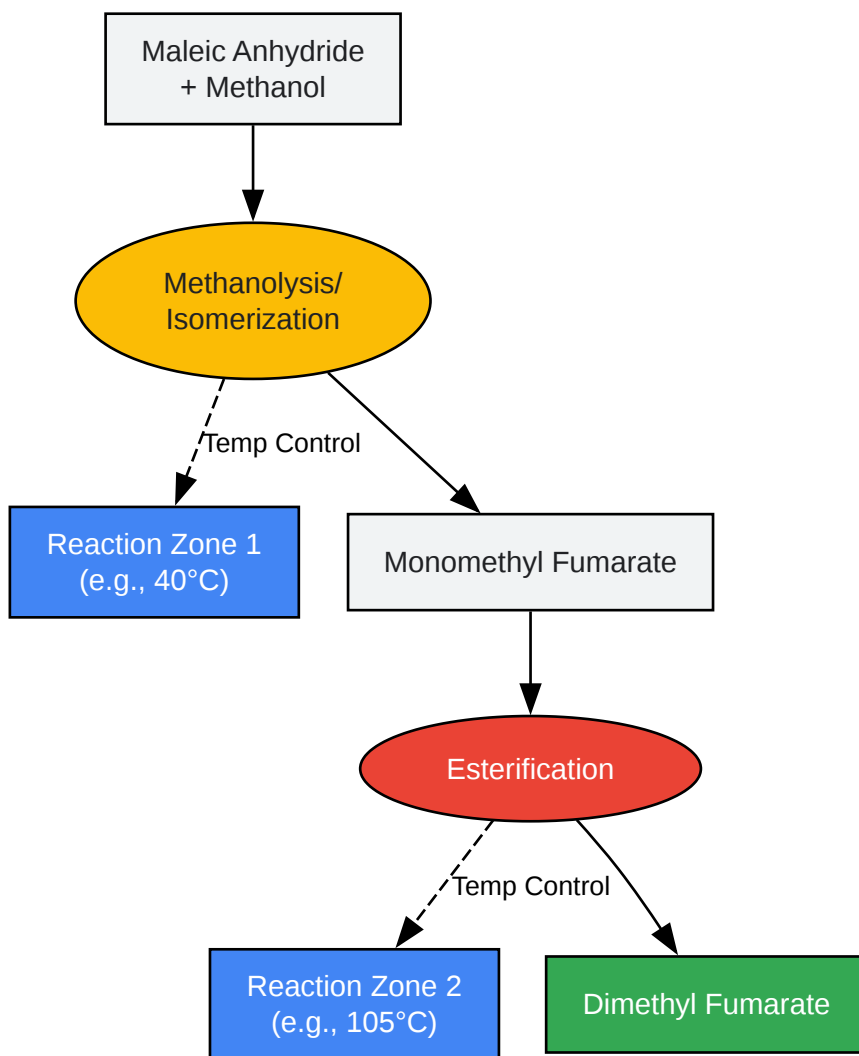 Maleic Anhydride
+ Methanol
Methanolysis/
Isomerization
Temp Control
Reaction Zone 1
(e.g., 40°C)
Monomethyl Fumarate
Esterification
Temp Control
Reaction Zone 2
(e.g., 105°C)
Dimethyl Fumarate